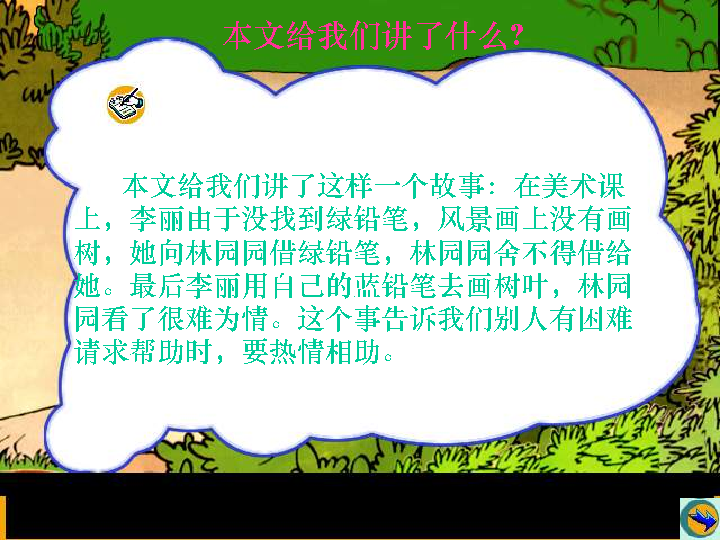 本文给我们讲了什么?
本文给我们讲了这样一个故事：在美术课
上，李丽由于没找到绿铅笔，风景画上没有画
树，她向林园园借绿铅笔，林园园舍不得借给
她。最后李丽用自己的蓝铅笔去画树叶，林园
园看了很难为情。这个事告诉我们别人有困难
请求帮助时，要热情相助。